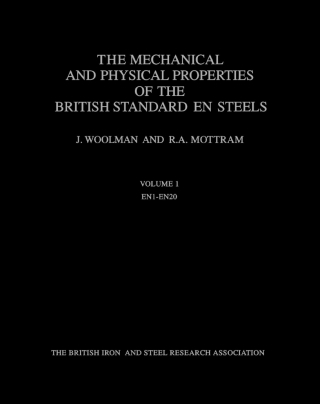 THE MECHANICAL
AND PHYSICAL PROPERTIES
OF THE
BRITISH STANDARD EN STEELS
J. WOOLMAN AND R.A. MOTTRAM
VOLUME 1
EN1-EN20
THE BRITISH IRON AND STEEL RESEARCH ASSOCIATION